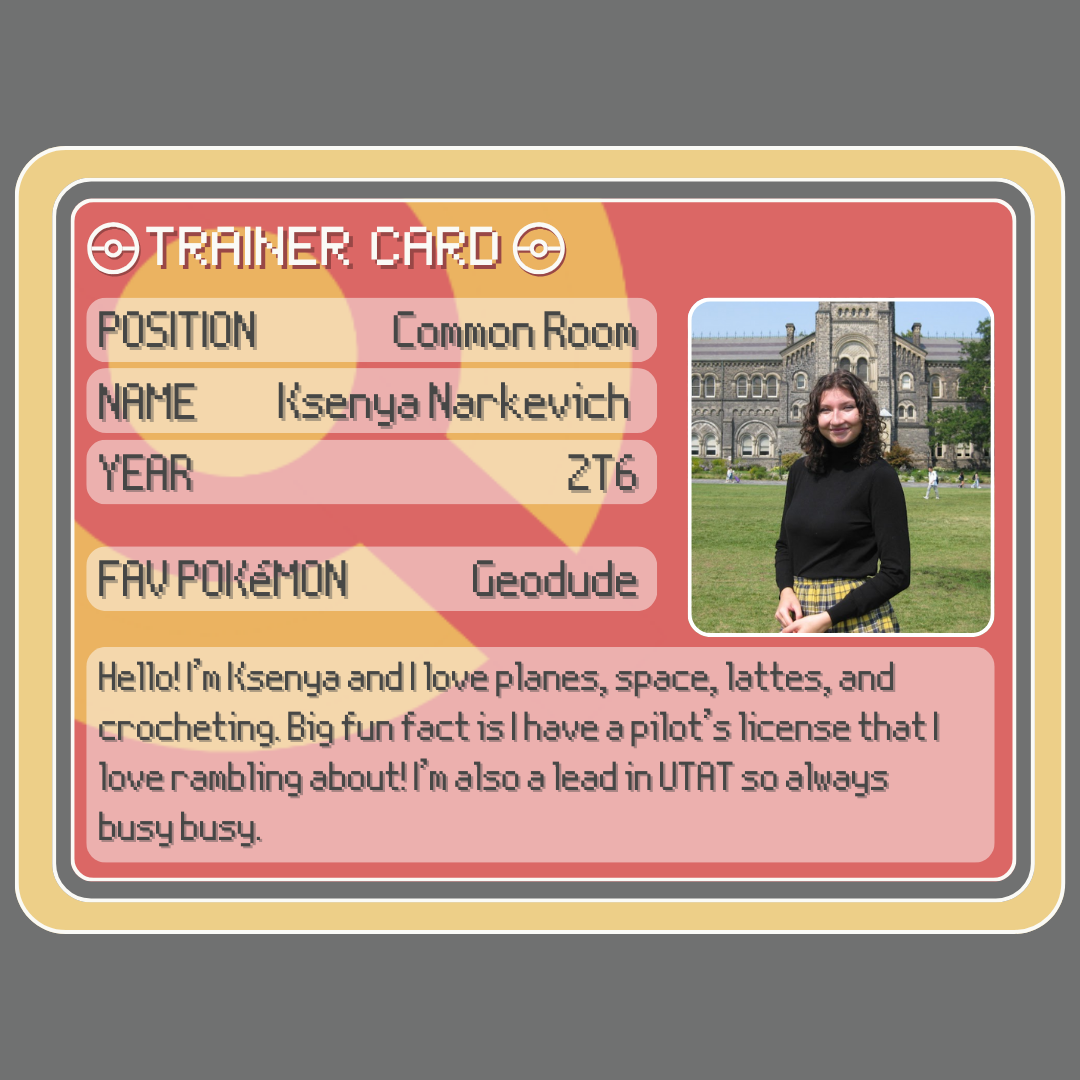 TRAINER CARD
POSITION Common Room
NAME Ksenya Narkevich
YEAR 2T6
FAV POKéMON Geodude
Hello! I'm Ksenya and I love planes, space, lattes, and
crocheting. Big fun fact is I have a pilot's license that I
love rambling about! I'm also a lead in UTAT so always
busy busy.